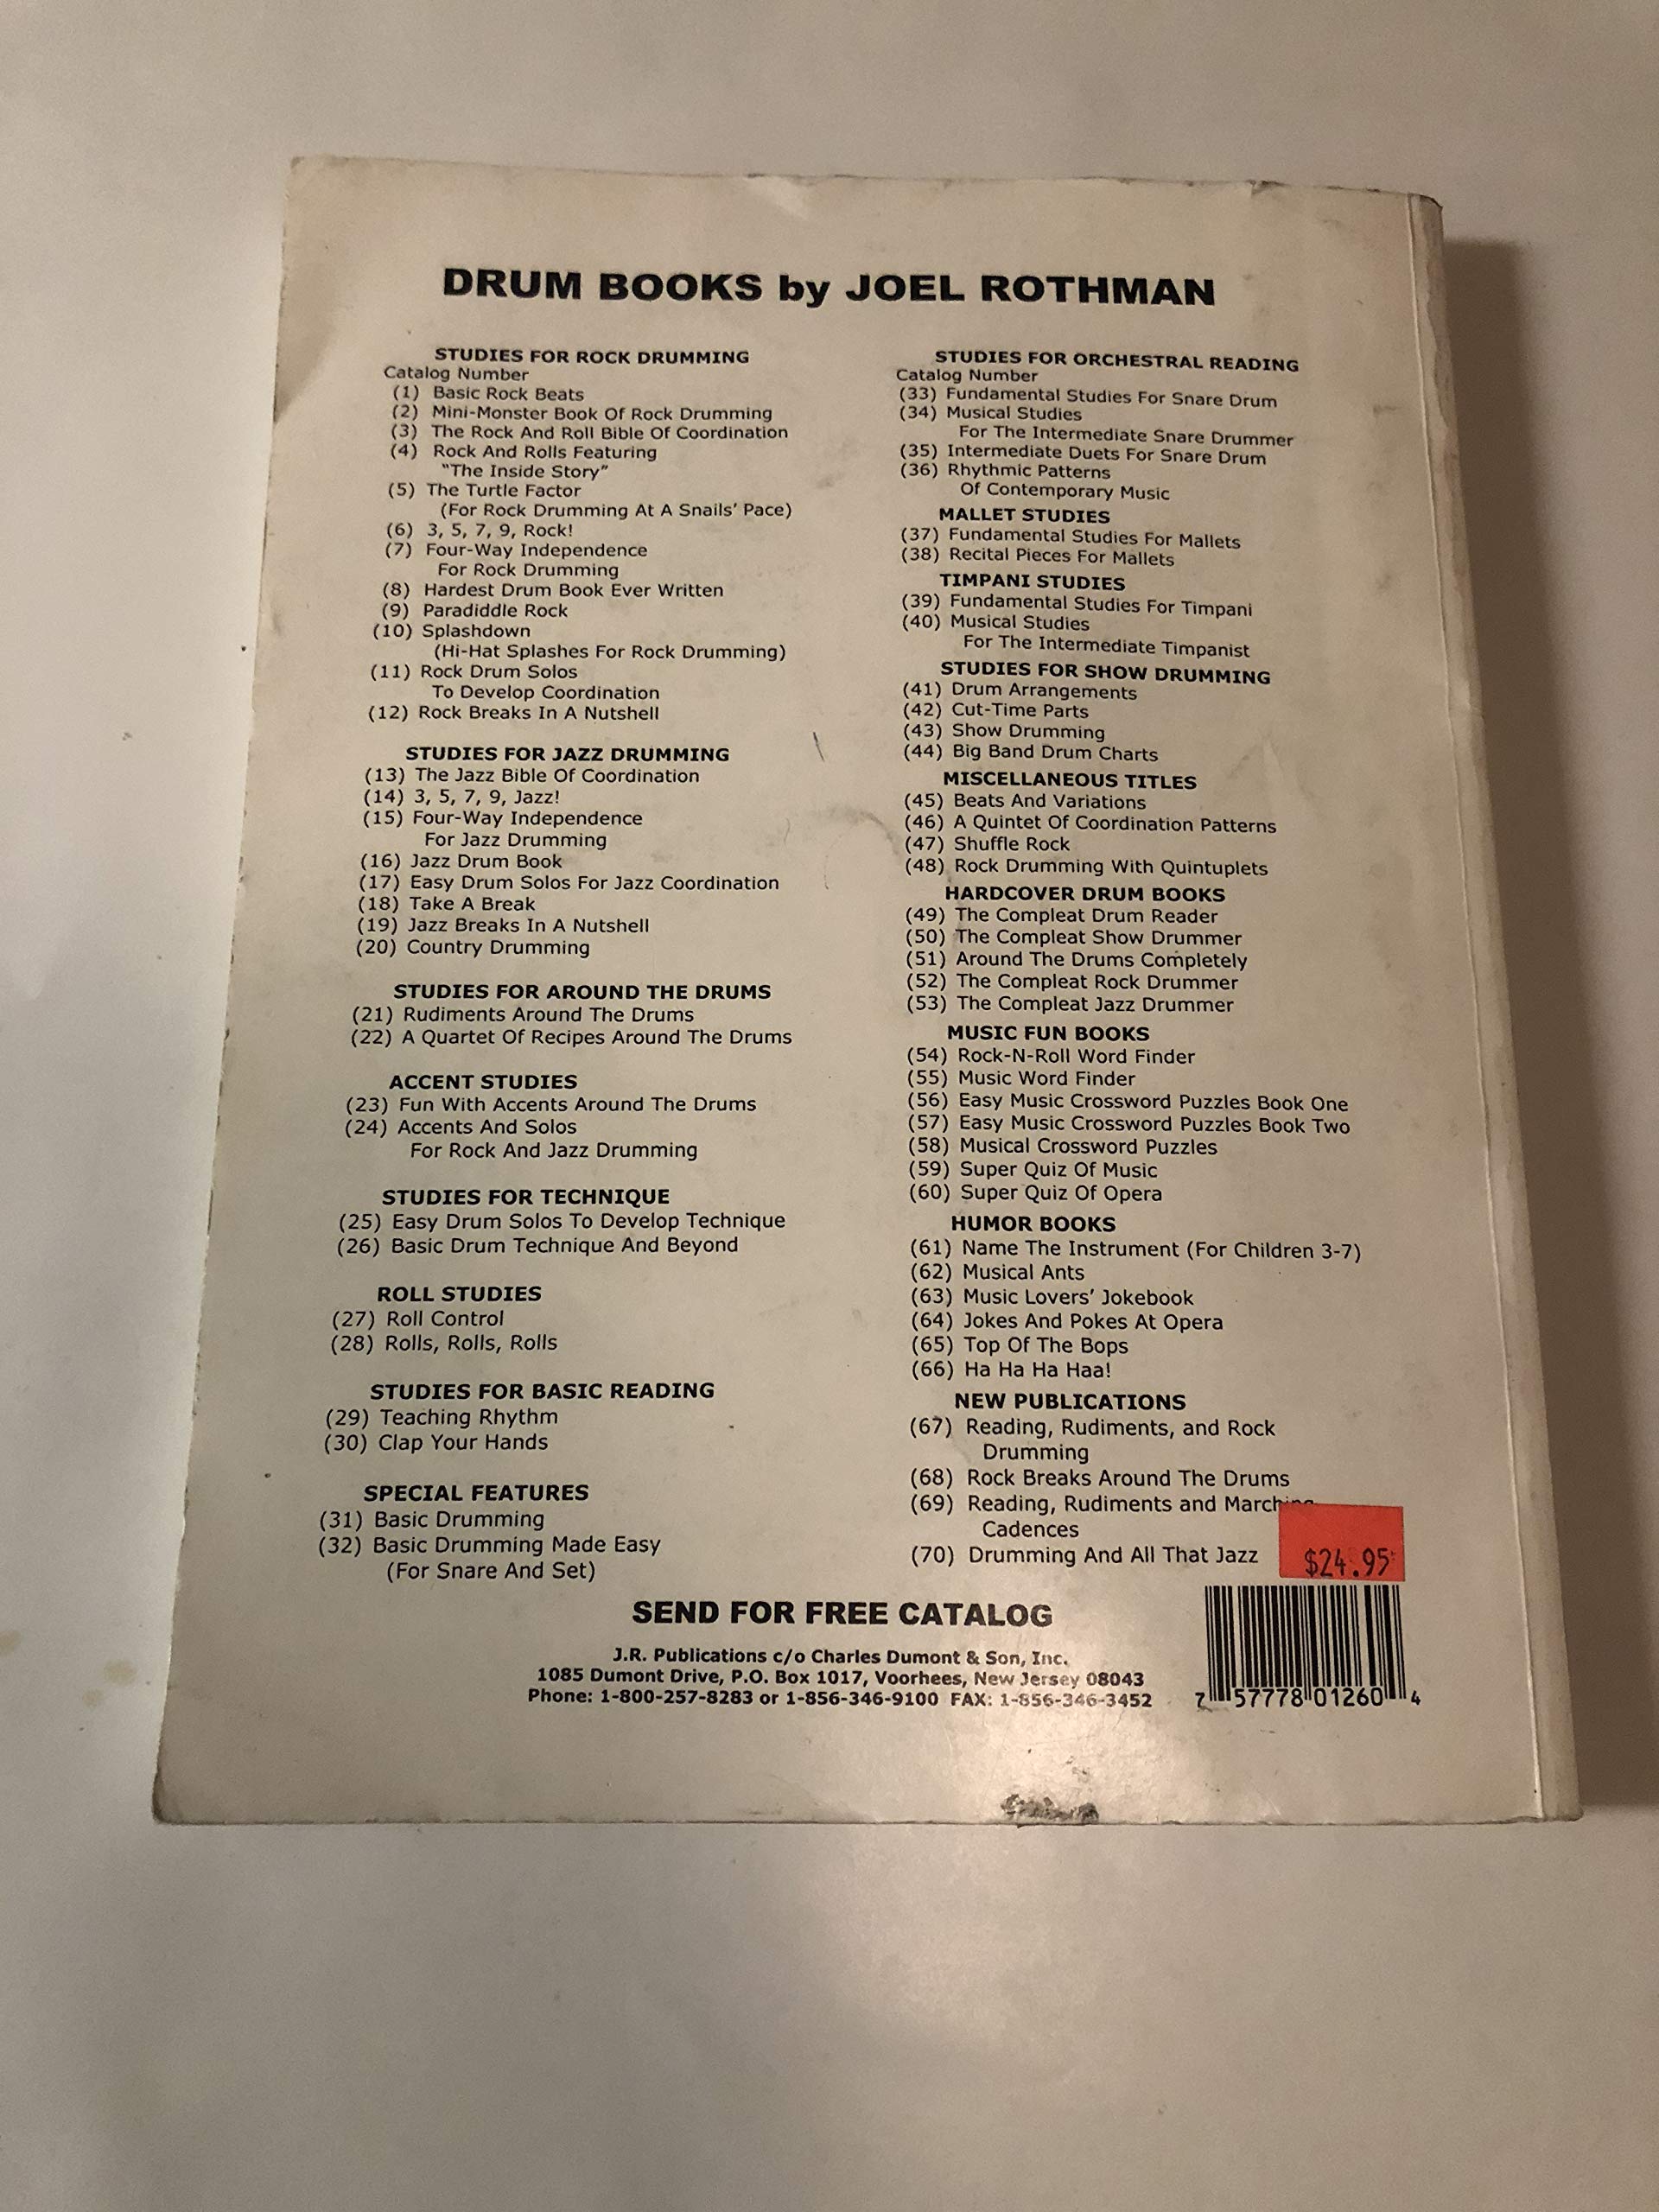 DRUM BOOKS by JOEL ROTHMAN
STUDIES FOR ROCK DRUMMING
Catalog Number
(1) Basic Rock Beats
(2) Mini-Monster Book Of Rock Drumming
(3) The Rock And Roll Bible Of Coordination
(4) Rock And Rolls Featuring
“The Inside Story”
(5) The Turtle Factor
(For Rock Drumming At A Snails’ Pace)
(6) 3, 5, 7, 9, Rock!
(7) Four-Way Independence
For Rock Drumming
(8) Hardest Drum Book Ever Written
(9) Paradiddle Rock
(10) Splashdown
(Hi-Hat Splashes For Rock Drumming)
(11) Rock Drum Solos
To Develop Coordination
(12) Rock Breaks In A Nutshell
STUDIES FOR JAZZ DRUMMING
(13) The Jazz Bible Of Coordination
(14) 3, 5, 7, 9, Jazz!
(15) Four-Way Independence
For Jazz Drumming
(16) Jazz Drum Book
(17) Easy Drum Solos For Jazz Coordination
(18) Take A Break
(19) Jazz Breaks In A Nutshell
(20) Country Drumming
STUDIES FOR AROUND THE DRUMS
(21) Rudiments Around The Drums
(22) A Quartet Of Recipes Around The Drums
ACCENT STUDIES
(23) Fun With Accents Around The Drums
(24) Accents And Solos
For Rock And Jazz Drumming
STUDIES FOR TECHNIQUE
(25) Easy Drum Solos To Develop Technique
(26) Basic Drum Technique And Beyond
ROLL STUDIES
(27) Roll Control
(28) Rolls, Rolls, Rolls
STUDIES FOR BASIC READING
(29) Teaching Rhythm
(30) Clap Your Hands
SPECIAL FEATURES
(31) Basic Drumming
(32) Basic Drumming Made Easy
(For Snare And Set)
STUDIES FOR ORCHESTRAL READING
Catalog Number
(33) Fundamental Studies For Snare Drum
(34) Musical Studies
For The Intermediate Snare Drummer
(35) Intermediate Duets For Snare Drum
(36) Rhythmic Patterns
Of Contemporary Music
MALLET STUDIES
(37) Fundamental Studies For Mallets
(38) Recital Pieces For Mallets
TIMPANI STUDIES
(39) Fundamental Studies For Timpani
(40) Musical Studies
For The Intermediate Timpanist
STUDIES FOR SHOW DRUMMING
(41) Drum Arrangements
(42) Cut-Time Parts
(43) Show Drumming
(44) Big Band Drum Charts
MISCELLANEOUS TITLES
(45) Beats And Variations
(46) A Quintet Of Coordination Patterns
(47) Shuffle Rock
(48) Rock Drumming With Quintuplets
HARDCOVER DRUM BOOKS
(49) The Compleat Drum Reader
(50) The Compleat Show Drummer
(51) Around The Drums Completely
(52) The Compleat Rock Drummer
(53) The Compleat Jazz Drummer
MUSIC FUN BOOKS
(54) Rock-N-Roll Word Finder
(55) Music Word Finder
(56) Easy Music Crossword Puzzles Book One
(57) Easy Music Crossword Puzzles Book Two
(58) Musical Crossword Puzzles
(59) Super Quiz Of Music
(60) Super Quiz Of Opera
HUMOR BOOKS
(61) Name The Instrument (For Children 3-7)
(62) Musical Ants
(63) Music Lovers’ Jokebook
(64) Jokes And Pokes At Opera
(65) Top Of The Bops
(66) Ha Ha Ha Haa!
NEW PUBLICATIONS
(67) Reading, Rudiments, and Rock
Drumming
(68) Rock Breaks Around The Drums
(69) Reading, Rudiments and Marching
Cadences
(70) Drumming And All That Jazz
$24.95
SEND FOR FREE CATALOG
J.R. Publications c/o Charles Dumont & Son, Inc.
1085 Dumont Drive, P.O. Box 1017, Voorhees, New Jersey 08043
Phone: 1-800-257-8283 or 1-856-346-9100 FAX: 1-856-346-3452
7 57778 01260 4